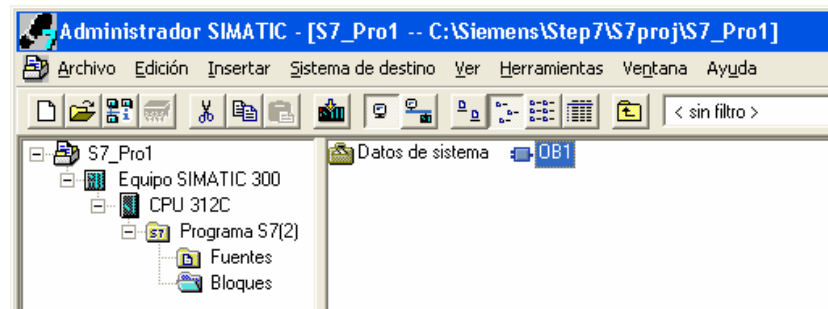 Administrador SIMATIC - [S7_Pro1 -- C:\Siemens\Step7\S7proj\S7_Pro1]
Archivo Edición Insertar Sistema de destino Ver Herramientas Ventana Ayuda
< sin filtro >
S7_Pro1
Equipo SIMATIC 300
CPU 312C
Programa S7(2)
Fuentes
Bloques
Datos de sistema OB1